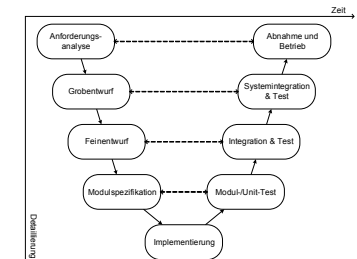 Zeit
Anforderungs-
analyse
Abnahme und
Betrieb
Grobentwurf
Systemintegration
& Test
Feinentwurf
Integration & Test
Modulspezifikation
Modul-/Unit-Test
Implementierung
Detaillierung